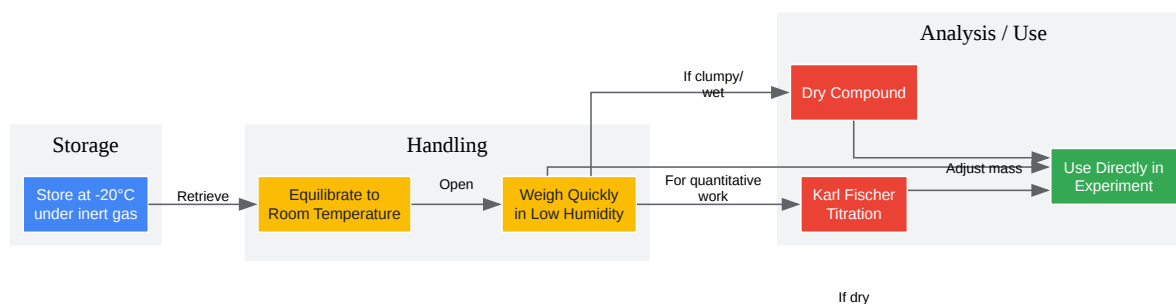 Analysis / Use
Storage
Handling
Store at -20°C
under inert gas
Retrieve
Equilibrate to
Room Temperature
Open
Weigh Quickly
in Low Humidity
If clumpy/
wet
For quantitative
work
Dry Compound
Karl Fischer
Titration
Adjust mass
Use Directly in
Experiment
If dry